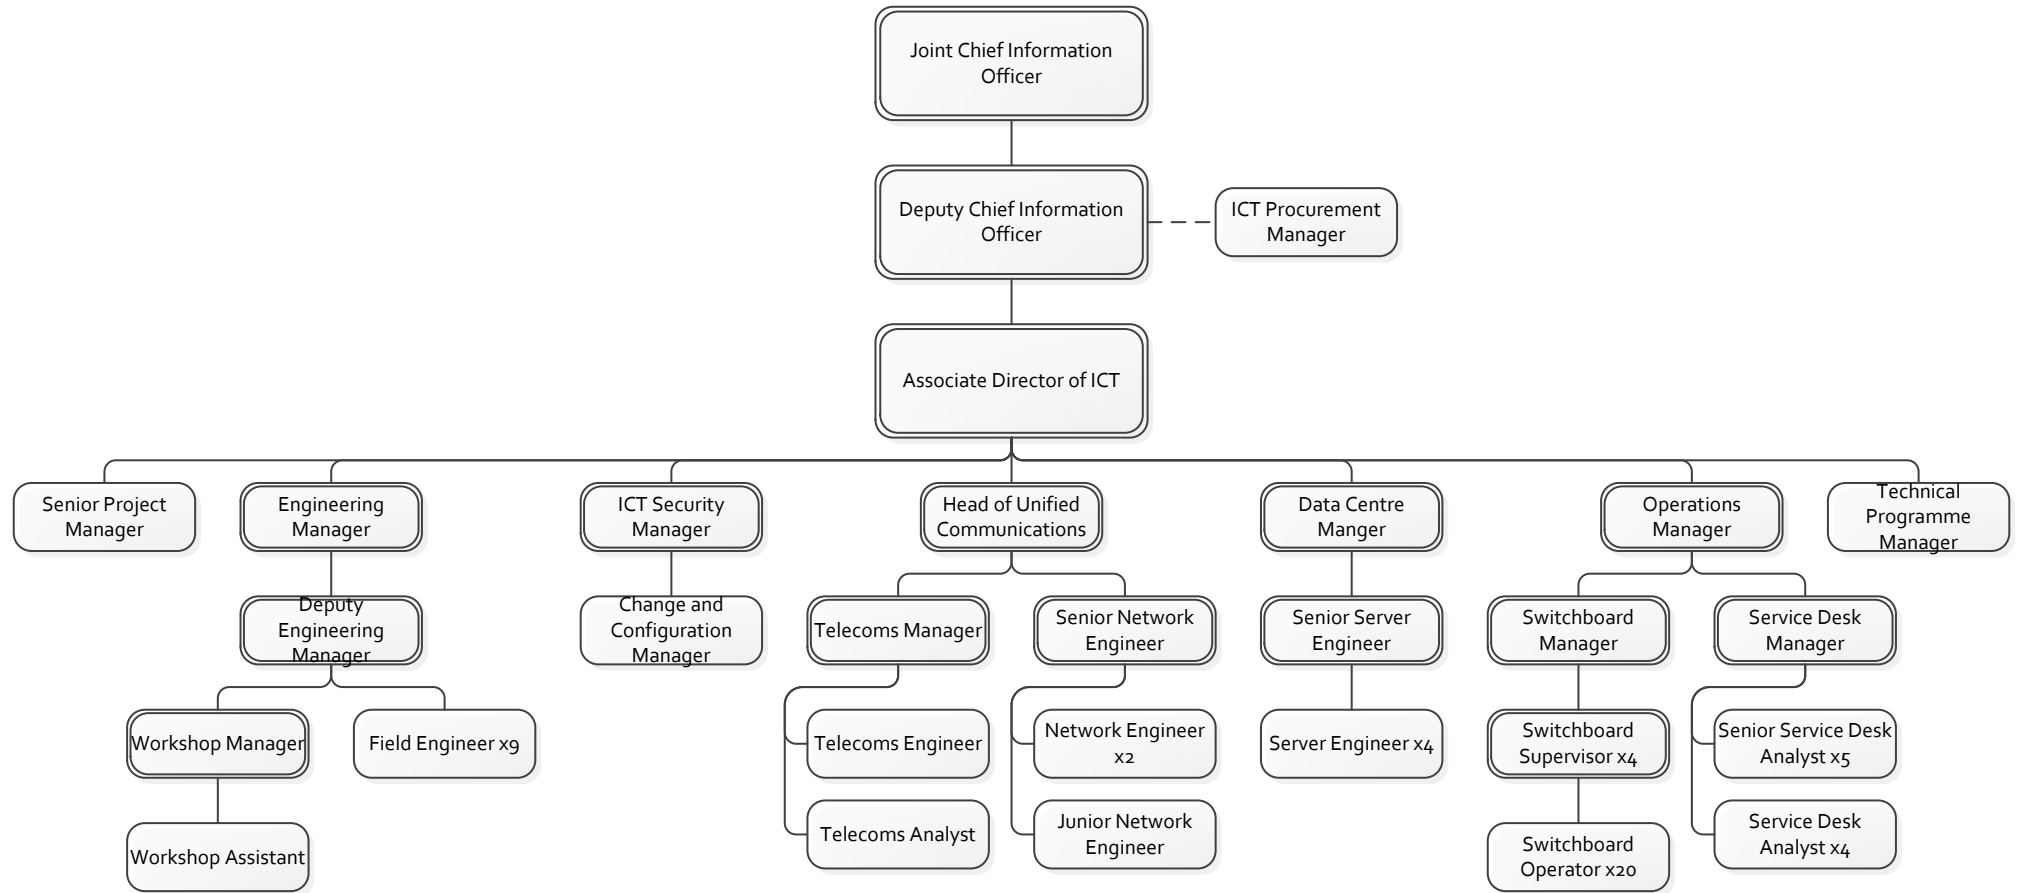 Joint Chief Information
Officer
Deputy Chief Information
Officer
ICT Procurement
Manager
Associate Director of ICT
Senior Project
Manager
Engineering
Manager
ICT Security
Manager
Head of Unified
Communications
Data Centre
Manger
Operations
Manager
Technical
Programme
Manager
Deputy
Engineering
Manager
Change and
Configuration
Manager
Telecoms Manager
Senior Network
Engineer
Senior Server
Engineer
Switchboard
Manager
Service Desk
Manager
Workshop Manager
Field Engineer x9
Telecoms Engineer
Network Engineer
x2
Server Engineer x4
Switchboard
Supervisor x4
Senior Service Desk
Analyst x5
Workshop Assistant
Telecoms Analyst
Junior Network
Engineer
Switchboard
Operator x20
Service Desk
Analyst x4